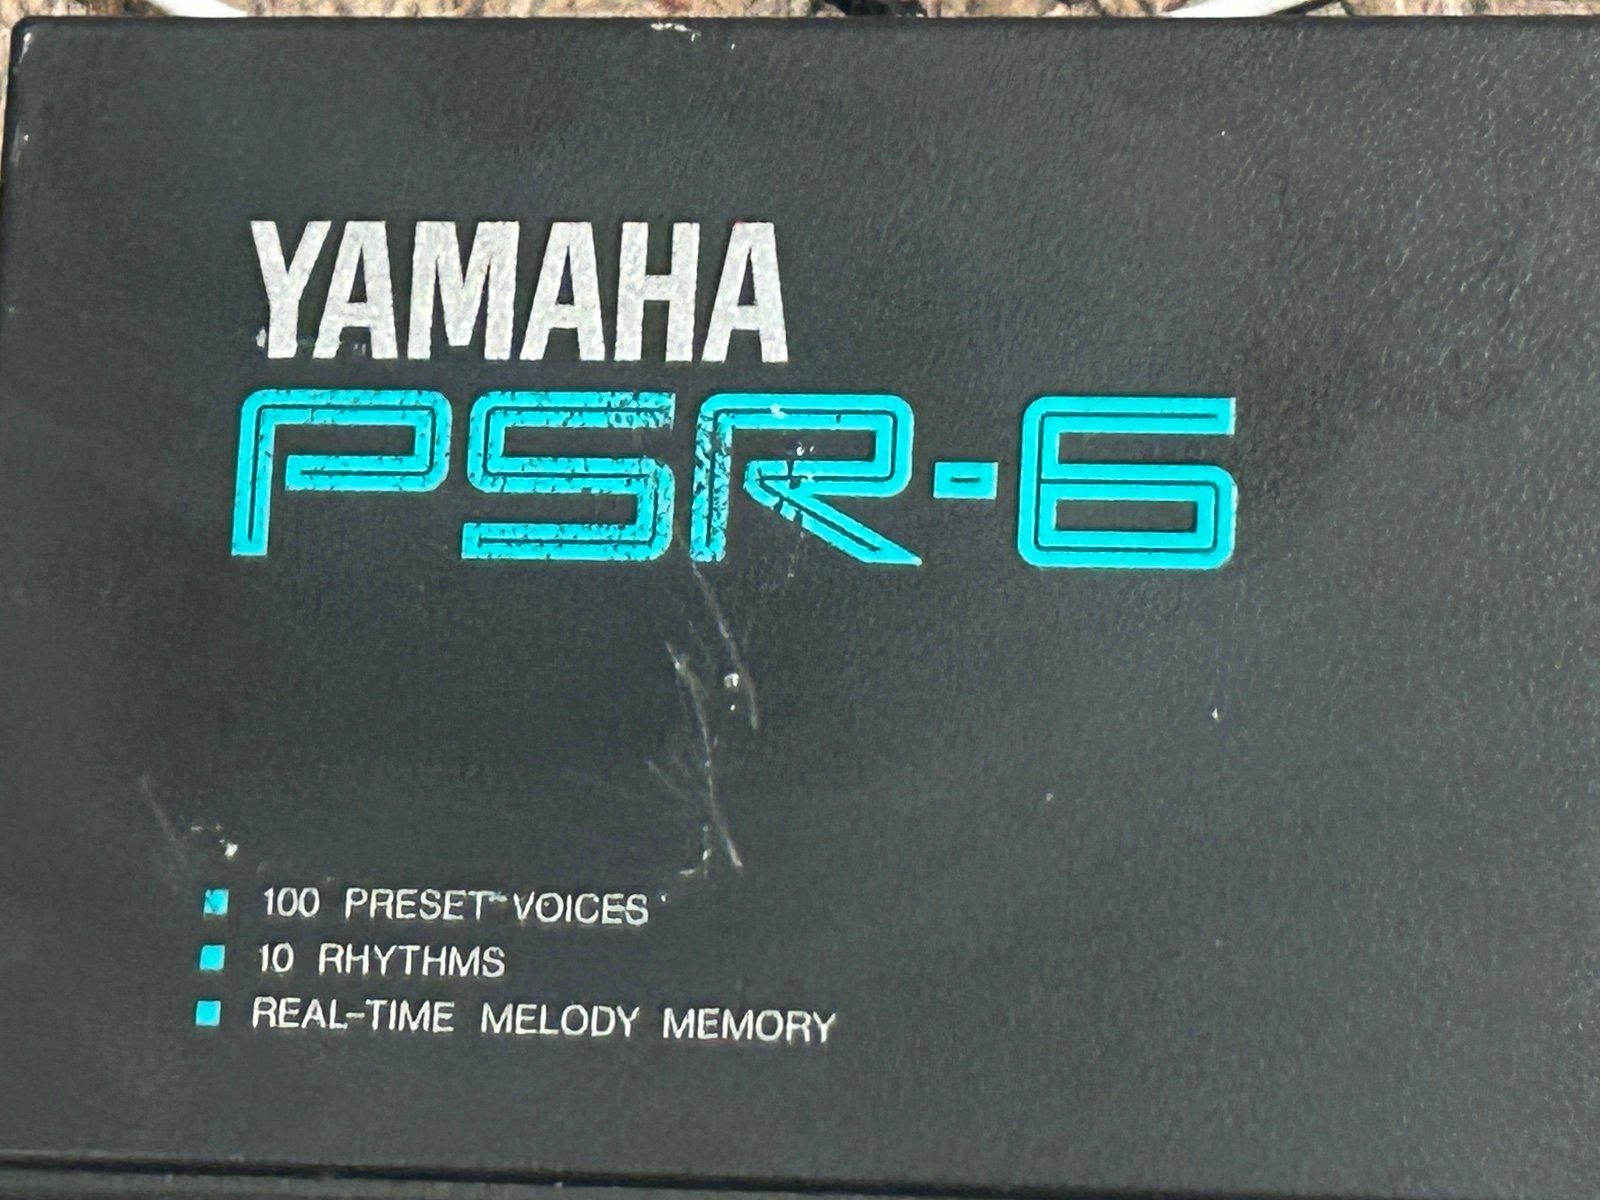 YAMAHA
PSR-6
100 PRESET VOICES
10 RHYTHMS
REAL-TIME MELODY MEMORY